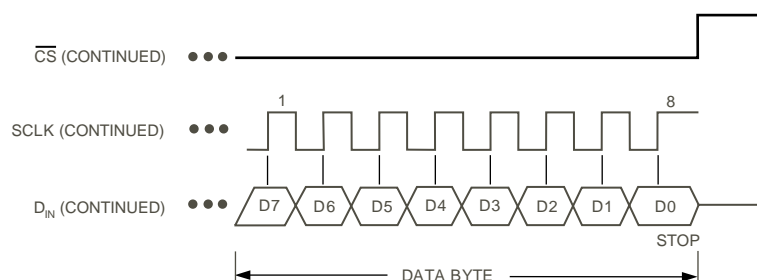 CS (CONTINUED)
1
8
SCLK (CONTINUED)
DIN (CONTINUED)
D7 D6 D5 D4 D3 D2 D1 D0
STOP
DATA BYTE